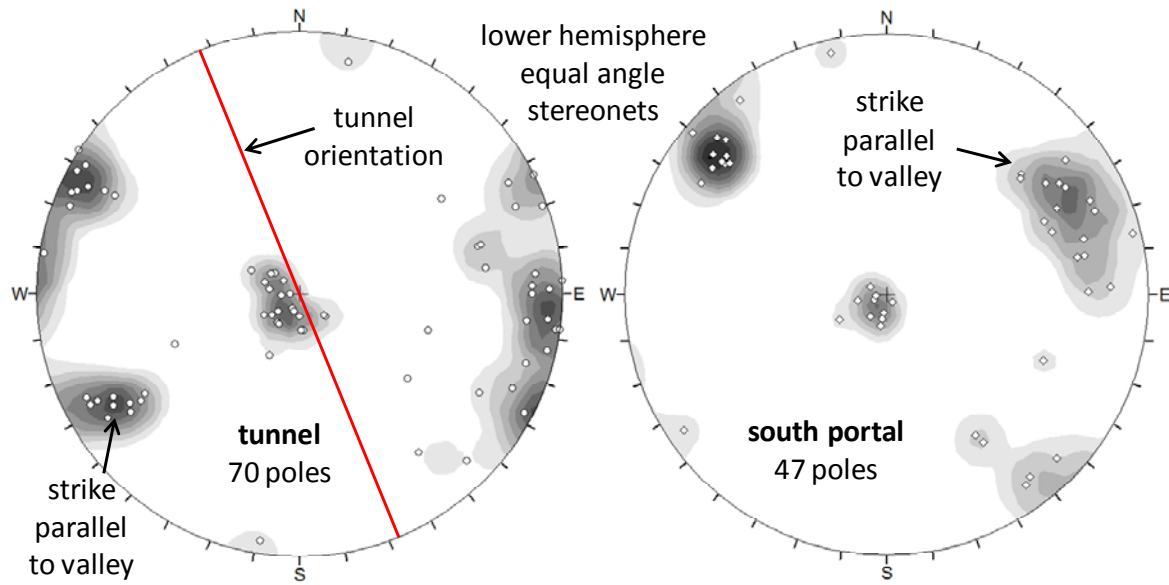 N
lower hemisphere
equal angle
stereonets
N
tunnel
orientation
strike
parallel
to valley
W
E
W
E
tunnel
70 poles
south portal
47 poles
strike
parallel
to valley
S
S